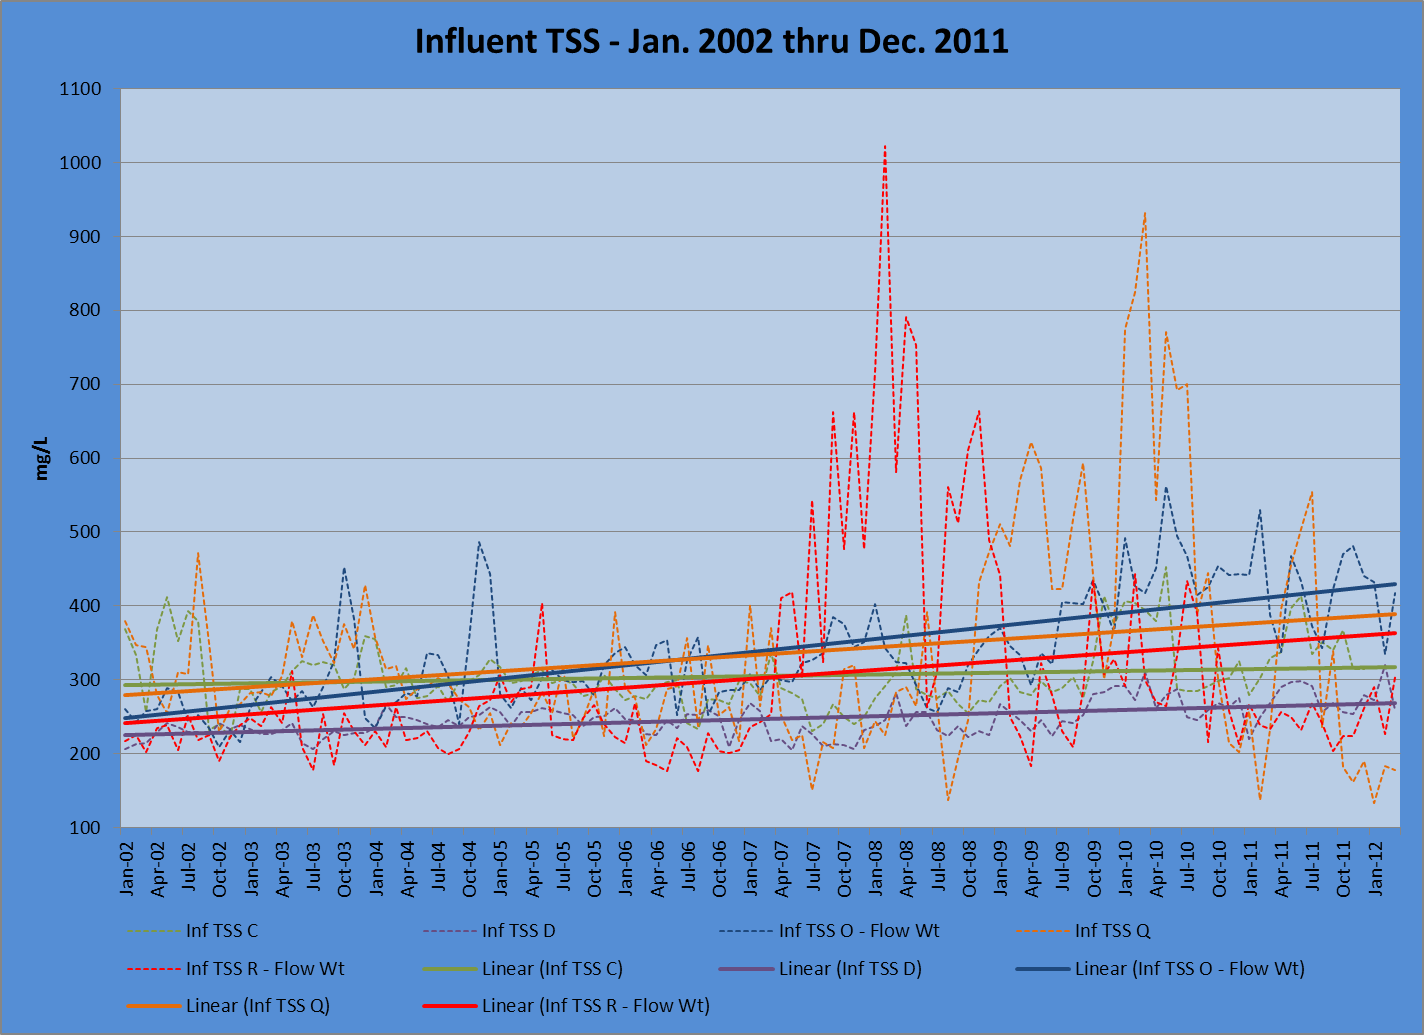 Influent TSS - Jan. 2002 thru Dec. 2011
1100
1000
900
800
700
600
500
400
300
200
100
mg/L
Jan-02
Apr-02
Jul-02
Oct-02
Jan-03
Apr-03
Jul-03
Oct-03
Jan-04
Apr-04
Jul-04
Oct-04
Jan-05
Apr-05
Jul-05
Oct-05
Jan-06
Apr-06
Jul-06
Oct-06
Jan-07
Apr-07
Jul-07
Oct-07
Jan-08
Apr-08
Jul-08
Oct-08
Jan-09
Apr-09
Jul-09
Oct-09
Jan-10
Apr-10
Jul-10
Oct-10
Jan-11
Apr-11
Jul-11
Oct-11
Jan-12
Inf TSS C
Inf TSS D
Inf TSS O - Flow Wt
Inf TSS Q
Inf TSS R - Flow Wt
Linear (Inf TSS C)
Linear (Inf TSS D)
Linear (Inf TSS O - Flow Wt)
Linear (Inf TSS Q)
Linear (Inf TSS R - Flow Wt)